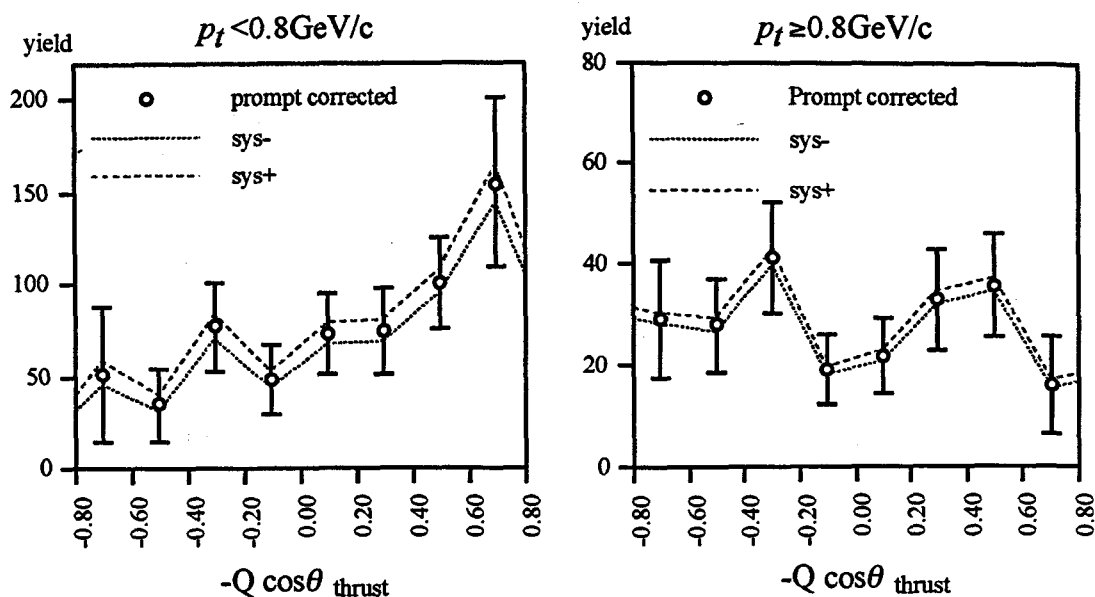 p_t <0.8GeV/c
yield
200
150
100
50
0
prompt corrected
sys-
sys+
-0.80
-0.60
-0.40
-0.20
0.00
0.20
0.40
0.60
0.80
-Q cosθ thrust
p_t ≥0.8GeV/c
yield
80
60
40
20
0
Prompt corrected
sys-
sys+
-0.80
-0.60
-0.40
-0.20
0.00
0.20
0.40
0.60
0.80
-Q cosθ thrust